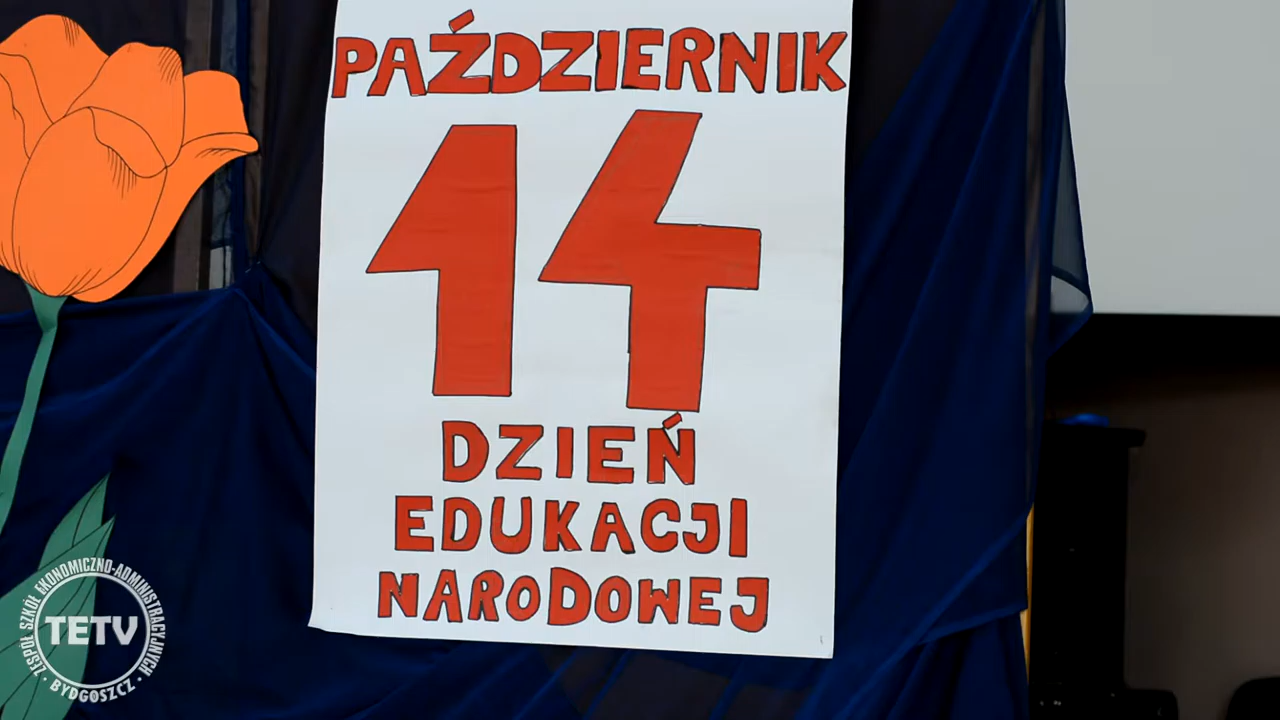 PAŹDZIERNIK
14
DZIEŃ
EDUKACJI
NARODOWEJ
ZESPÓŁ SZKÓŁ EKONOMICZNO-ADMINISTRACYJNYCH
TETV
BYDGOSZCZ